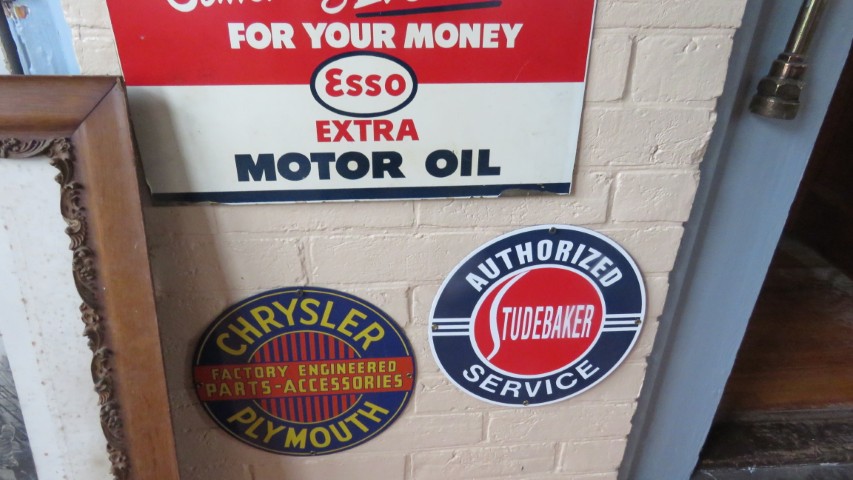 FOR YOUR MONEY
Esso
EXTRA
MOTOR OIL
CHRYSLER
FACTORY ENGINEERED
PARTS-ACCESSORIES
PLYMOUTH
AUTHORIZED
STUDEBAKER
SERVICE